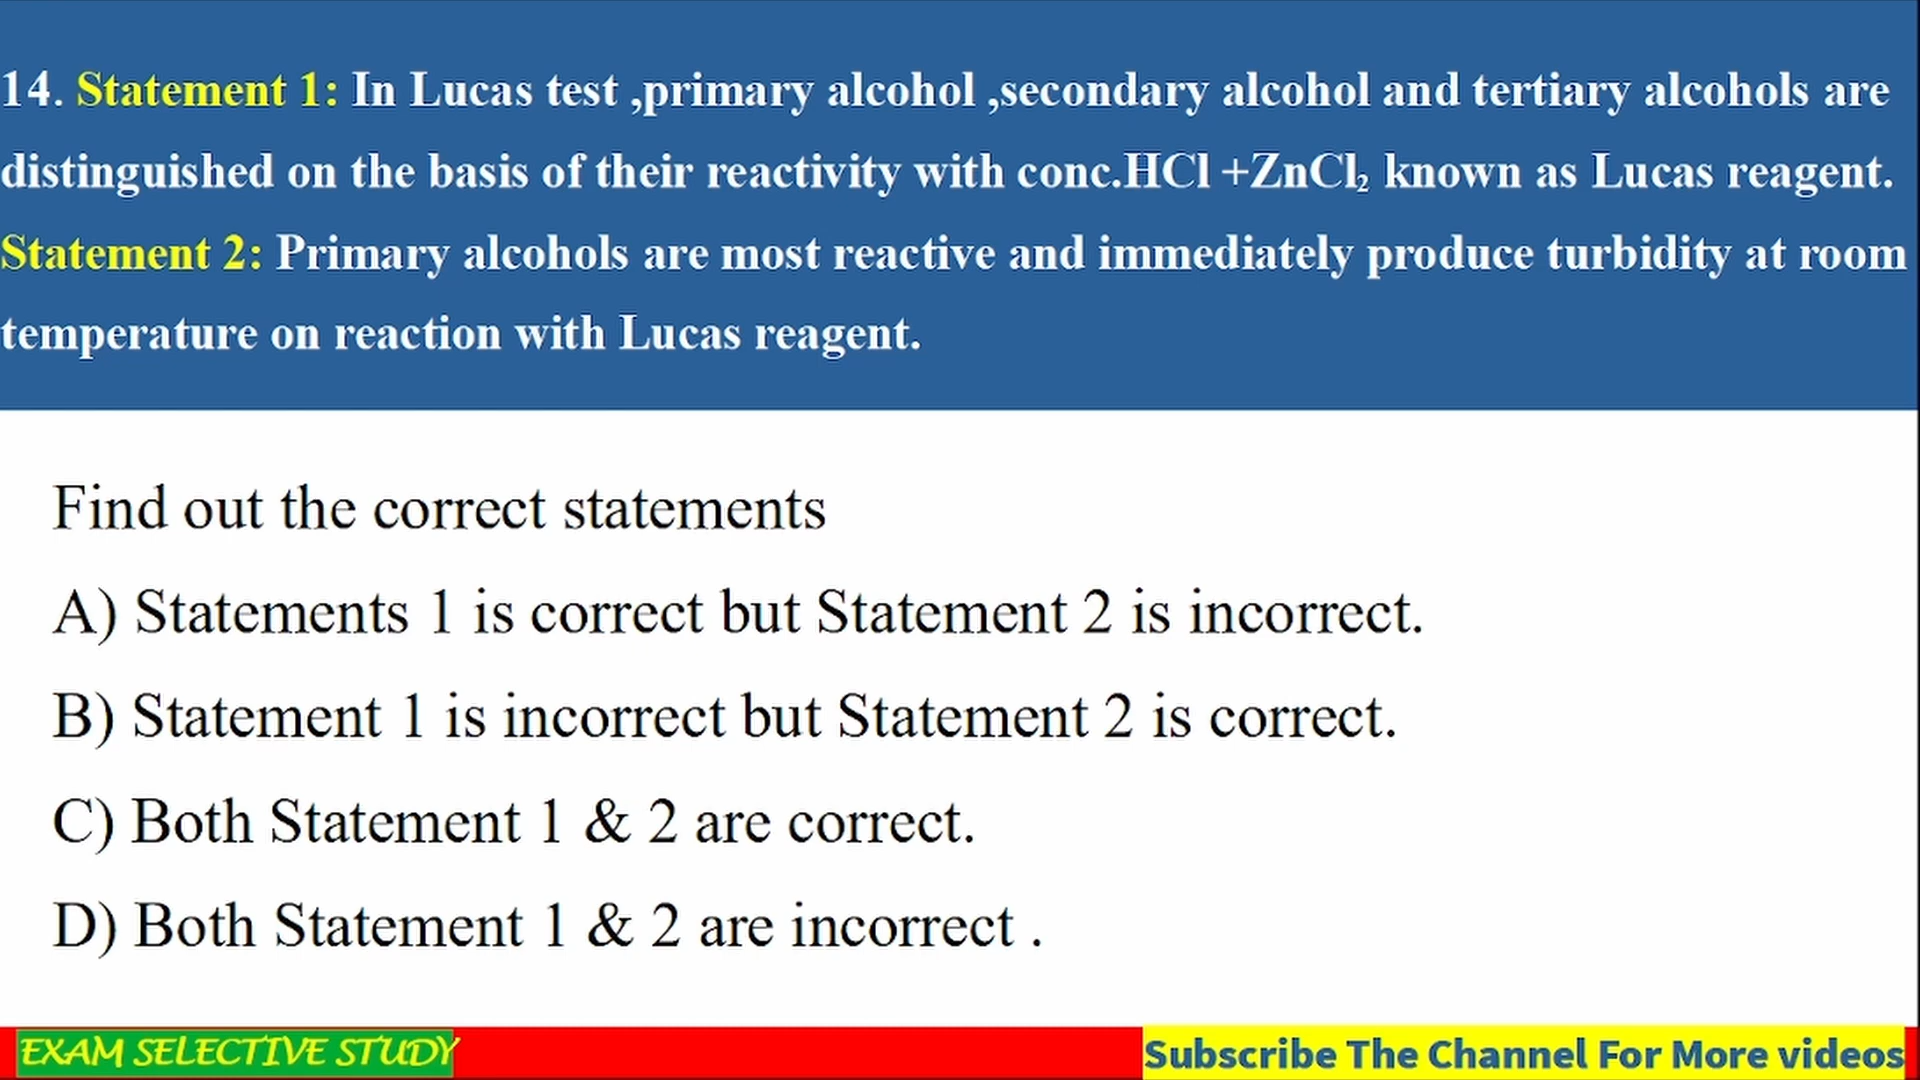 14. Statement 1: In Lucas test ,primary alcohol ,secondary alcohol and tertiary alcohols are
distinguished on the basis of their reactivity with conc.HCl +ZnCl₂ known as Lucas reagent.
Statement 2: Primary alcohols are most reactive and immediately produce turbidity at room
temperature on reaction with Lucas reagent.
Find out the correct statements
A) Statements 1 is correct but Statement 2 is incorrect.
B) Statement 1 is incorrect but Statement 2 is correct.
C) Both Statement 1 & 2 are correct.
D) Both Statement 1 & 2 are incorrect .
EXAM SELECTIVE STUDY
Subscribe The Channel For More videos